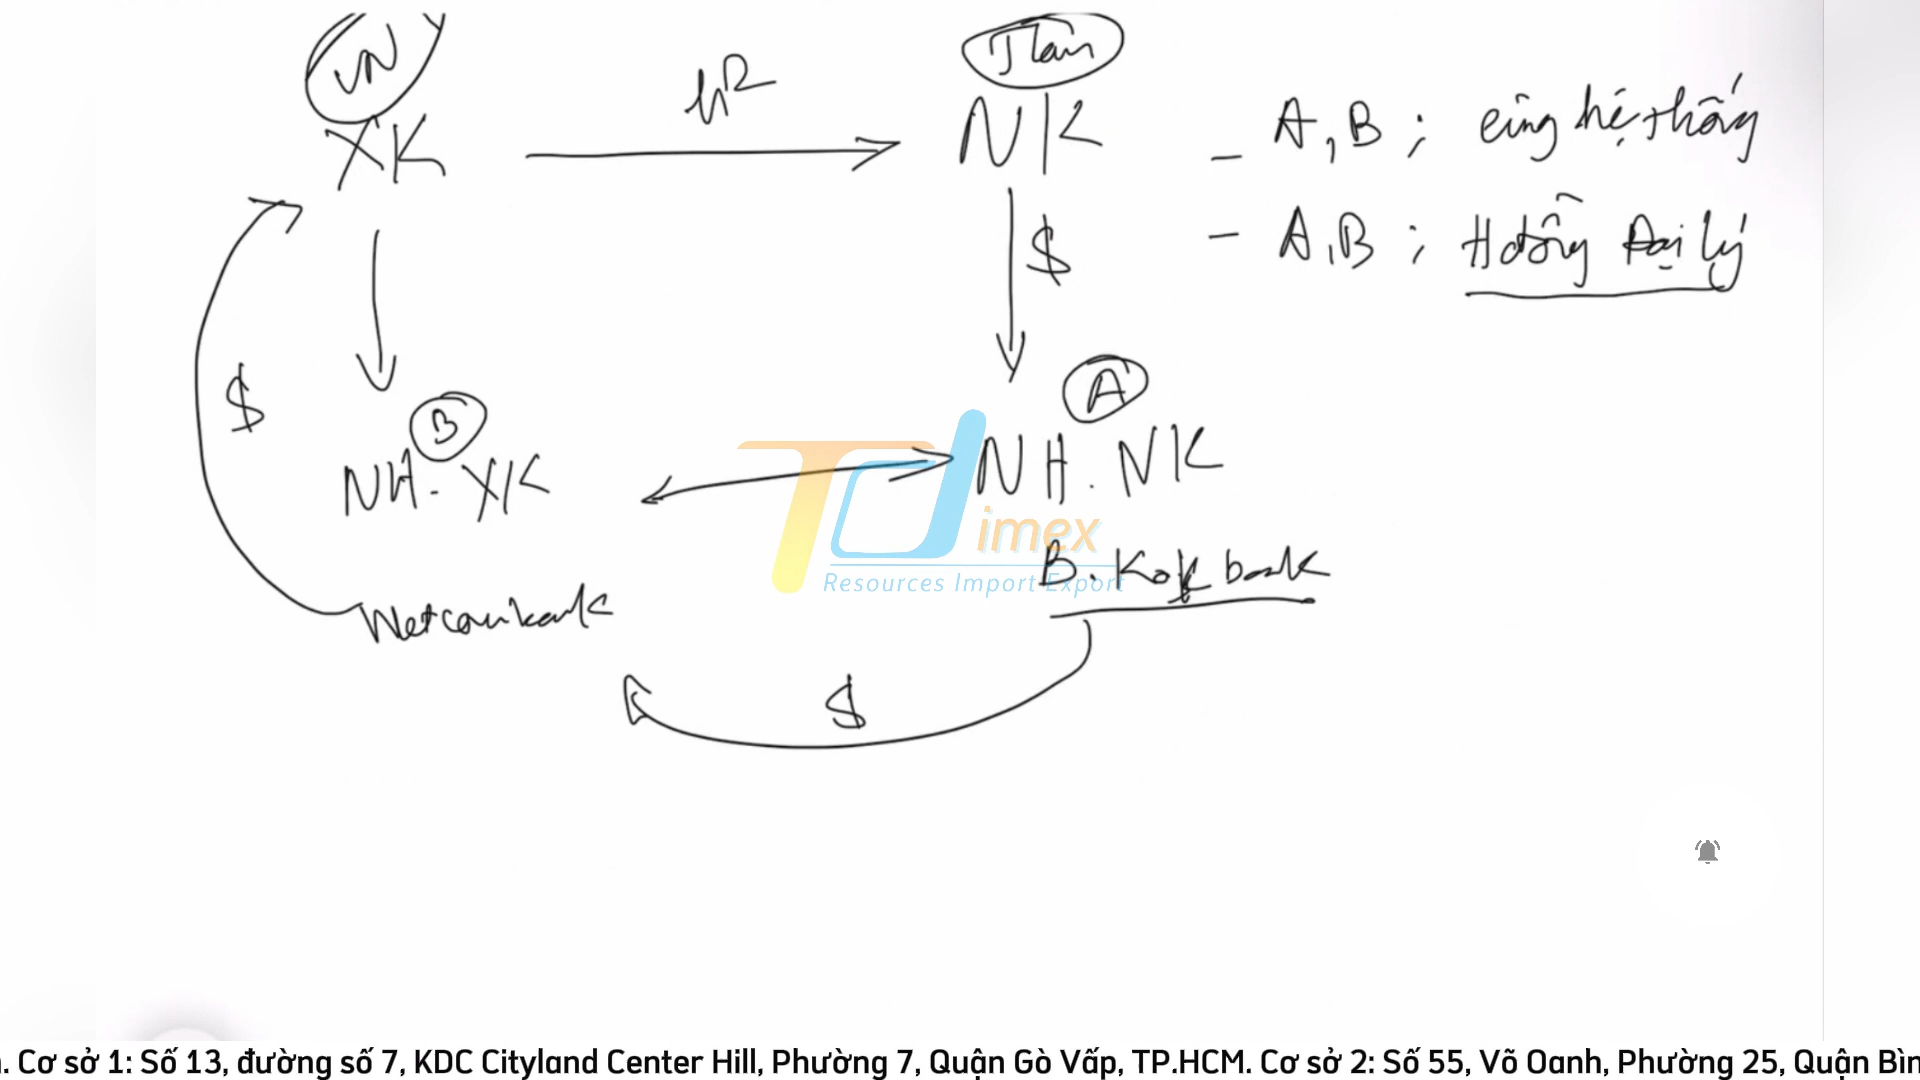 VN
XK
NK
- A, B ; cùng hệ thống
- A, B ; Hđồng Đại lý
$
$
A
B
NH - XK
NH . NK
TD imex
Resources Import Export
B. Kok bank
Vietcombank
$
. Cơ sở 1: Số 13, đường số 7, KDC Cityland Center Hill, Phường 7, Quận Gò Vấp, TP.HCM. Cơ sở 2: Số 55, Võ Oanh, Phường 25, Quận Bìn